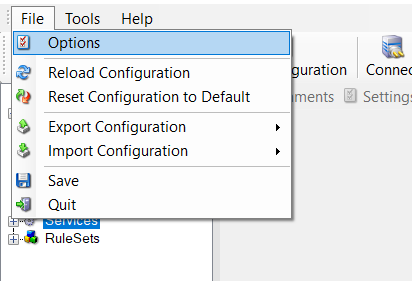 File Tools Help
Options
Reload Configuration guration Connec
Reset Configuration to Default ments Settings
Export Configuration
Import Configuration
Save
Quit
Services
RuleSets